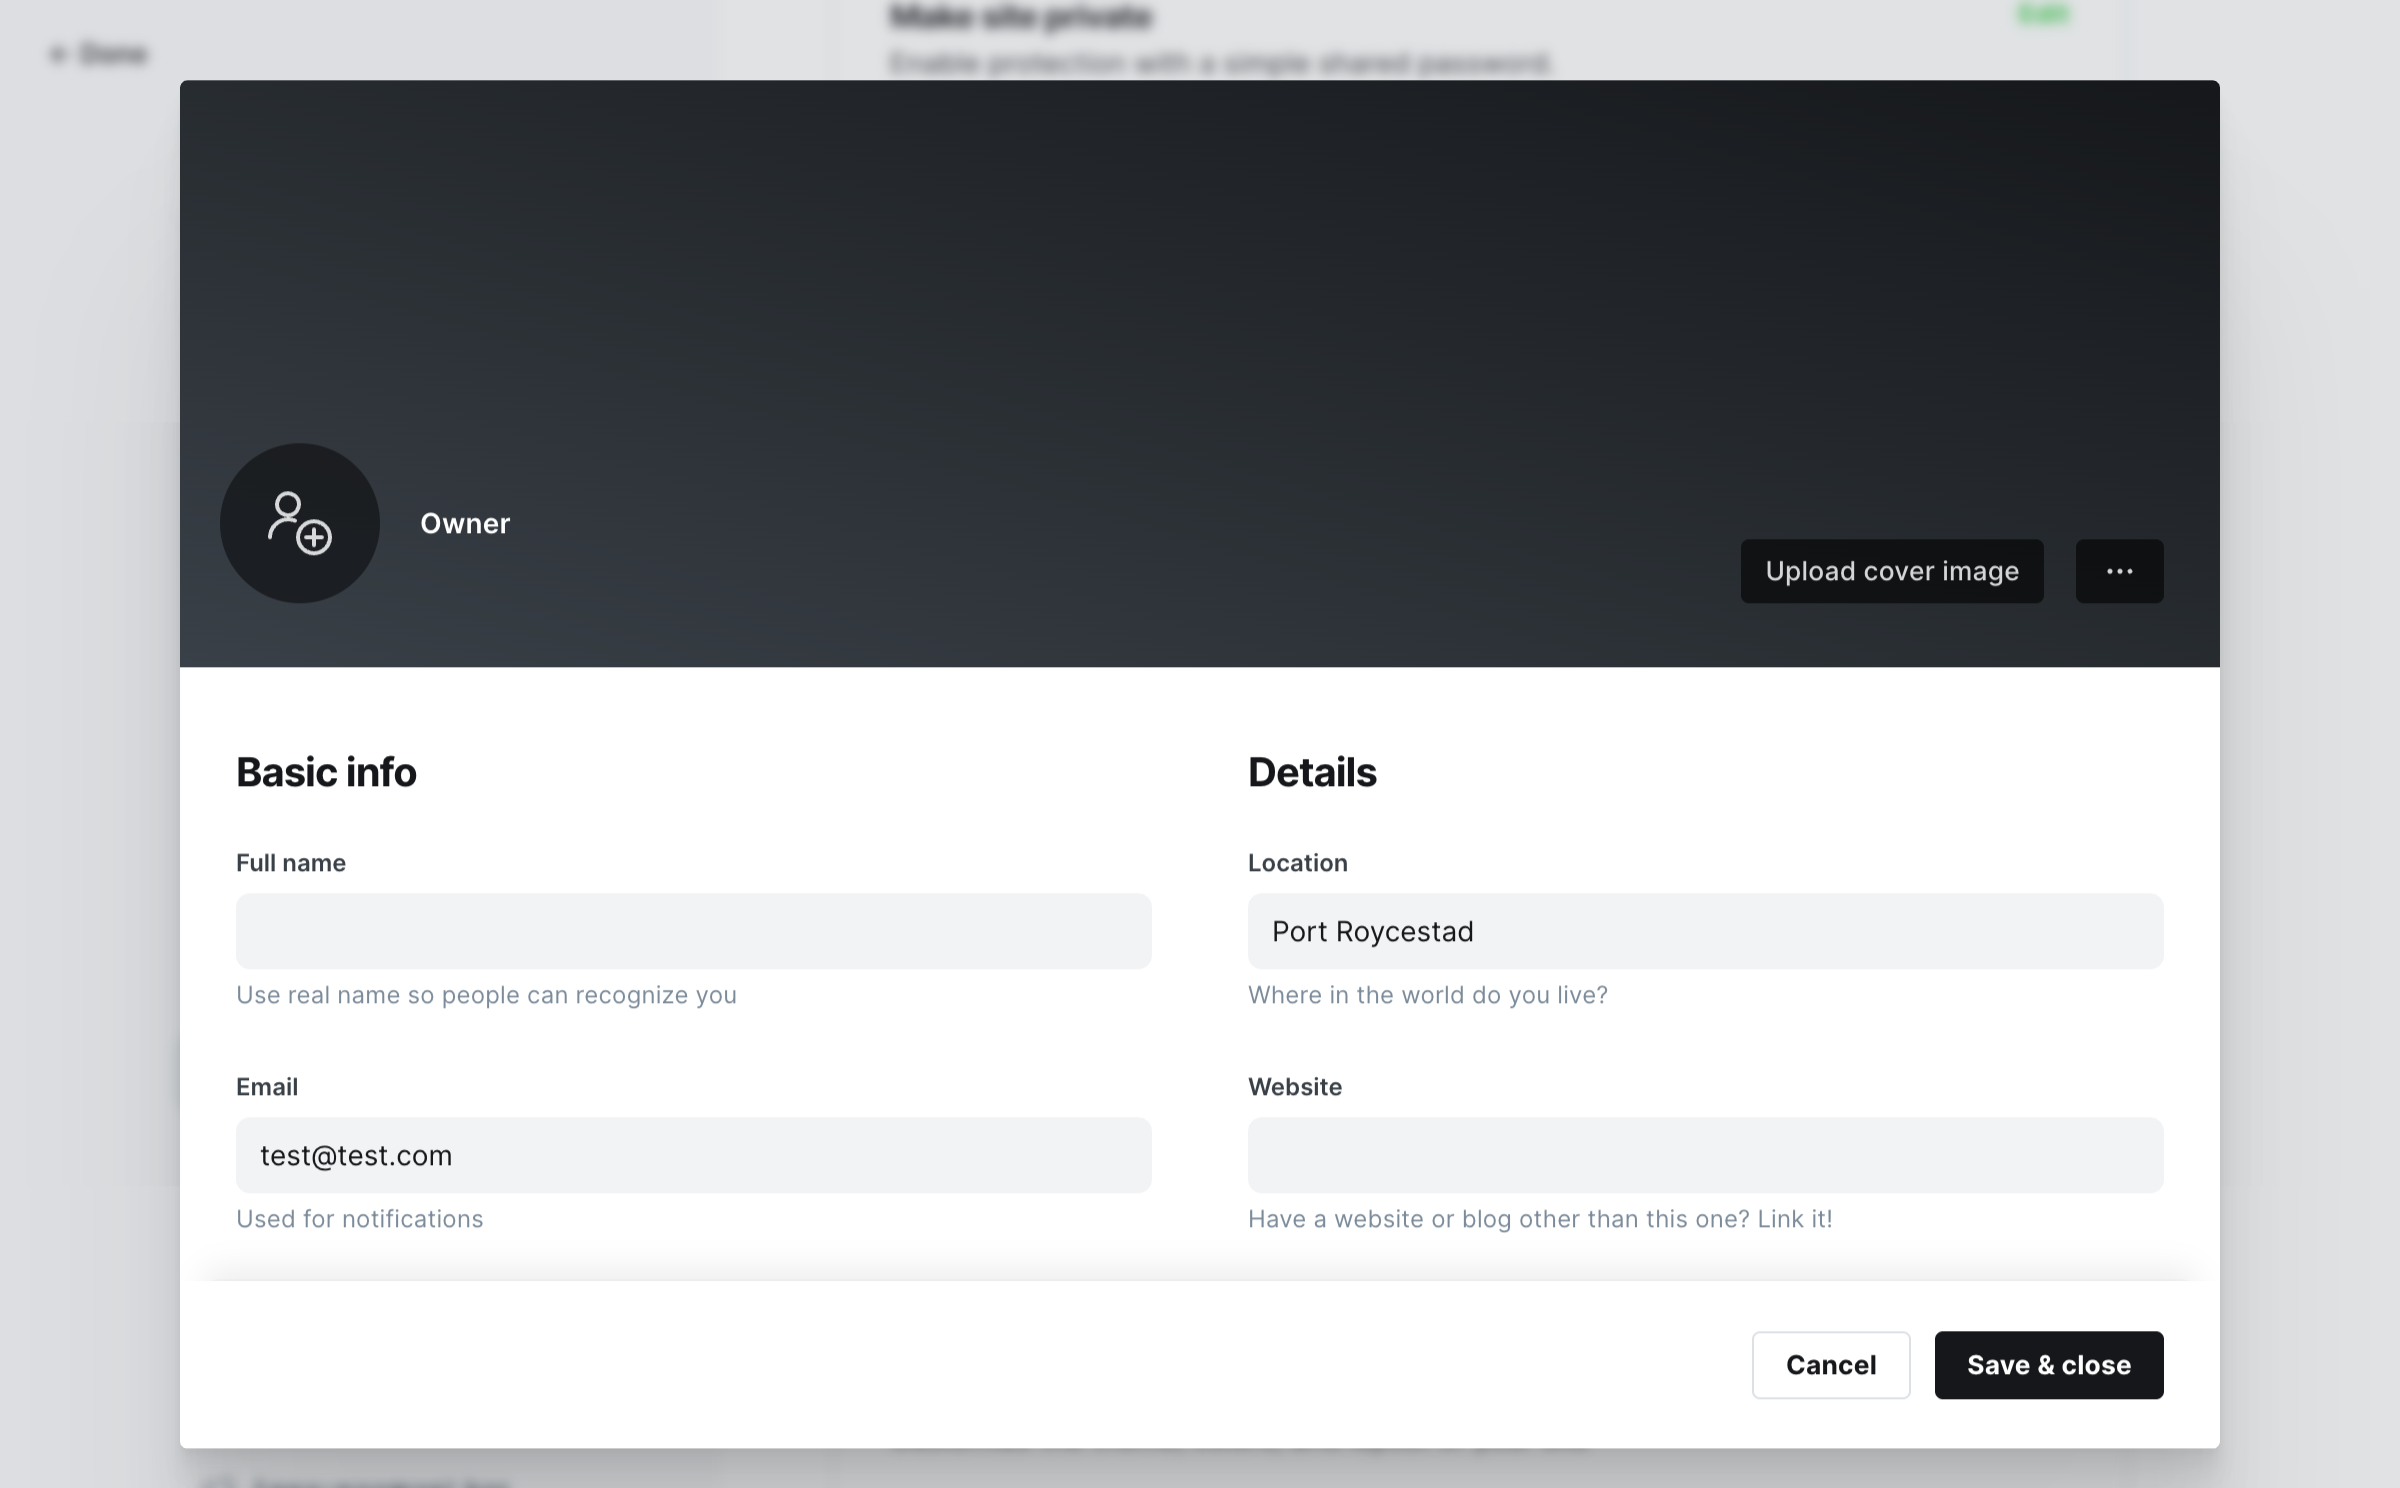 Make site private
Edit
← Done
Enable protection with a simple shared password.
Owner
Upload cover image
Basic info
Details
Full name
Location
Port Roycestad
Use real name so people can recognize you
Where in the world do you live?
Email
Website
test@test.com
Used for notifications
Have a website or blog other than this one? Link it!
Cancel
Save & close